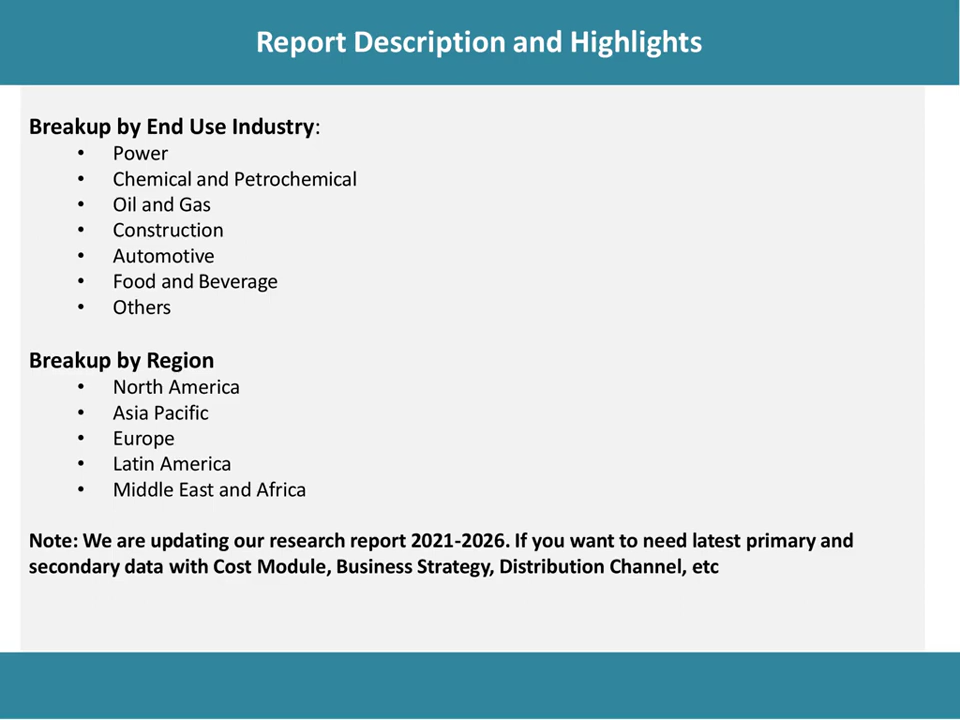 Report Description and Highlights
Breakup by End Use Industry:
• Power
• Chemical and Petrochemical
• Oil and Gas
• Construction
• Automotive
• Food and Beverage
• Others
Breakup by Region
• North America
• Asia Pacific
• Europe
• Latin America
• Middle East and Africa
Note: We are updating our research report 2021-2026. If you want to need latest primary and
secondary data with Cost Module, Business Strategy, Distribution Channel, etc